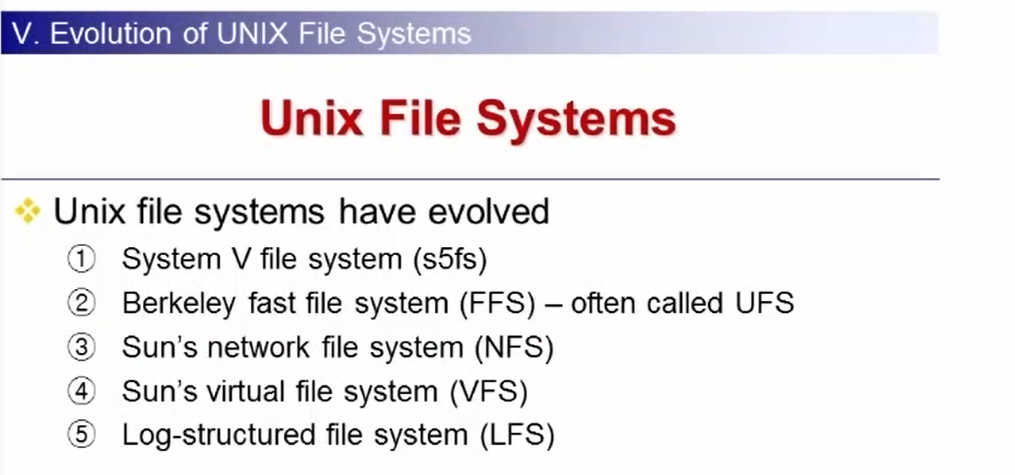 V. Evolution of UNIX File Systems
Unix File Systems
Unix file systems have evolved
① System V file system (s5fs)
② Berkeley fast file system (FFS) – often called UFS
③ Sun’s network file system (NFS)
④ Sun’s virtual file system (VFS)
⑤ Log-structured file system (LFS)